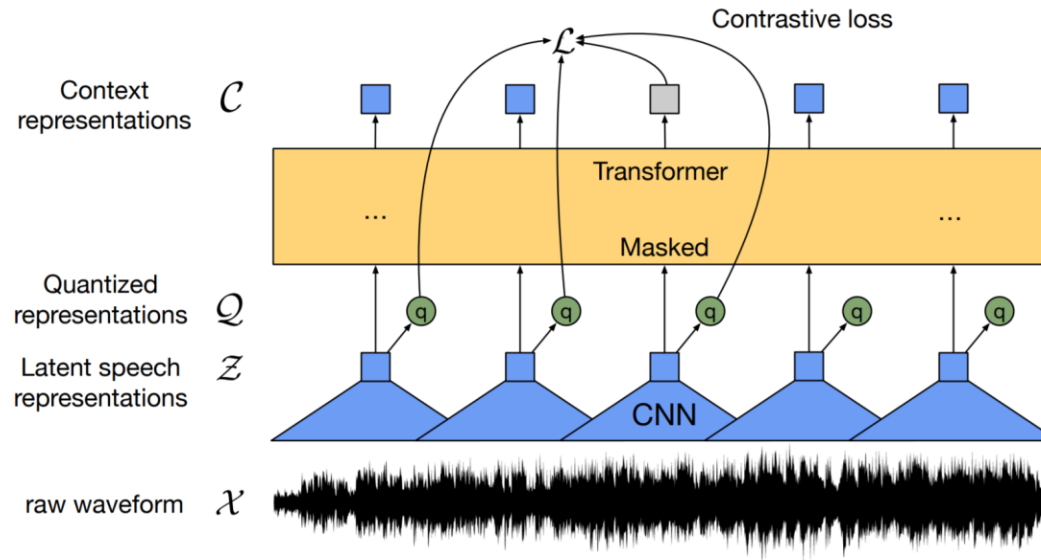 Contrastive loss
ℒ
Context
representations 𝒞
Transformer
... ...
Masked
Quantized
representations 𝒬
q q q q q
Latent speech
representations 𝒵
CNN
raw waveform 𝒳